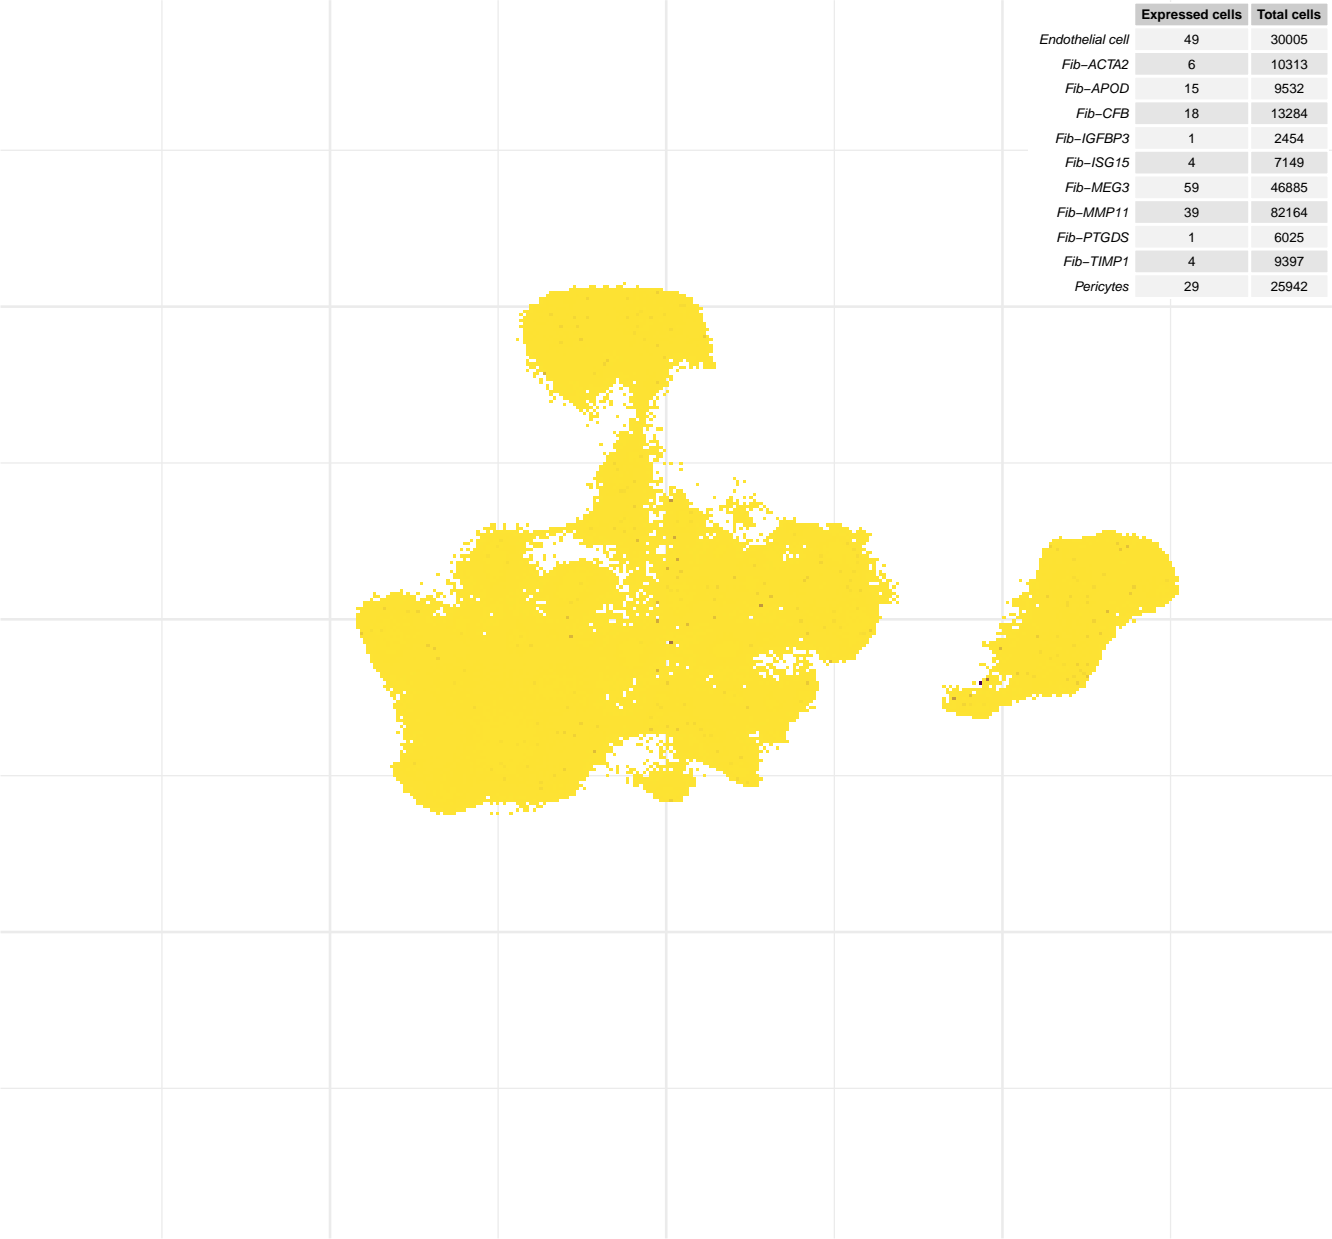 Expressed cells Total cells
Endothelial cell 49 30005
Fib−ACTA2 6 10313
Fib−APOD 15 9532
Fib−CFB 18 13284
Fib−IGFBP3 1 2454
Fib−ISG15 4 7149
Fib−MEG3 59 46885
Fib−MMP11 39 82164
Fib−PTGDS 1 6025
Fib−TIMP1 4 9397
Pericytes 29 25942